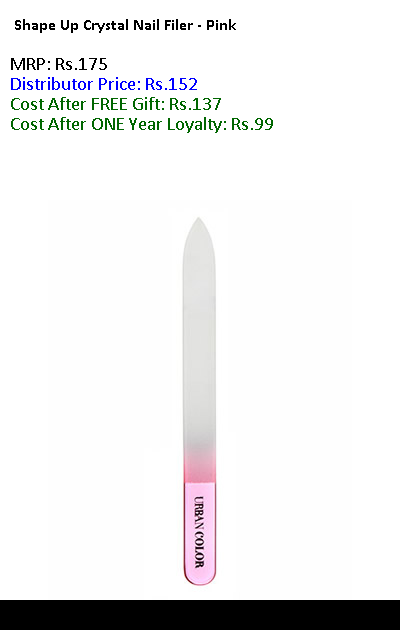 Shape Up Crystal Nail Filer - Pink
MRP: Rs.175
Distributor Price: Rs.152
Cost After FREE Gift: Rs.137
Cost After ONE Year Loyalty: Rs.99
URBAN COLOR